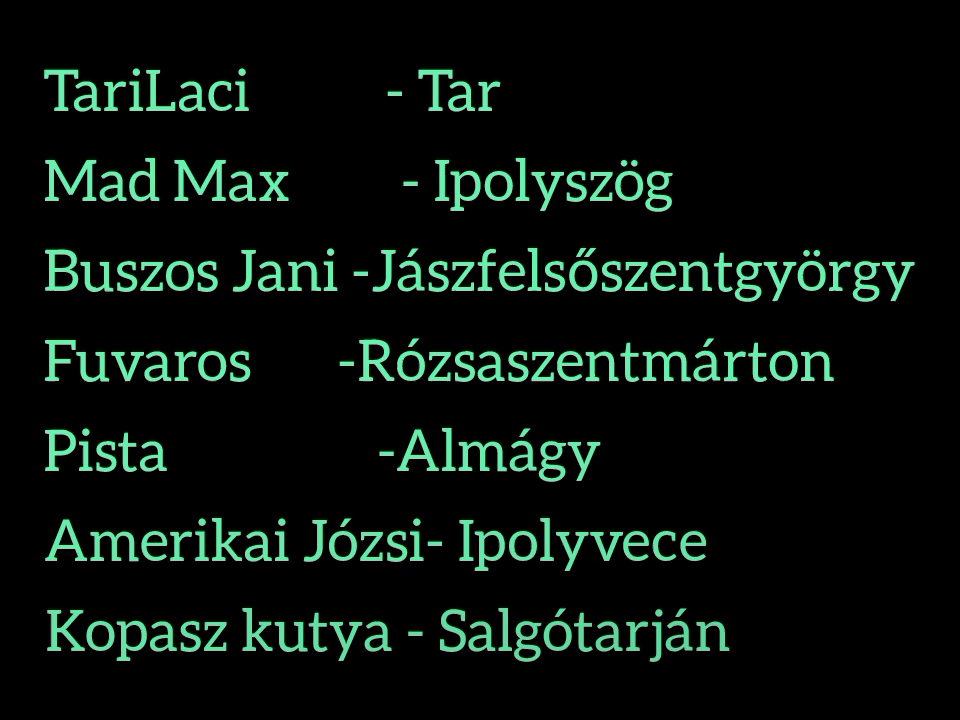 TariLaci - Tar
Mad Max - Ipolyszög
Buszos Jani -Jászfelsőszentgyörgy
Fuvaros -Rózsaszentmárton
Pista -Almágy
Amerikai Józsi- Ipolyvece
Kopasz kutya - Salgótarján